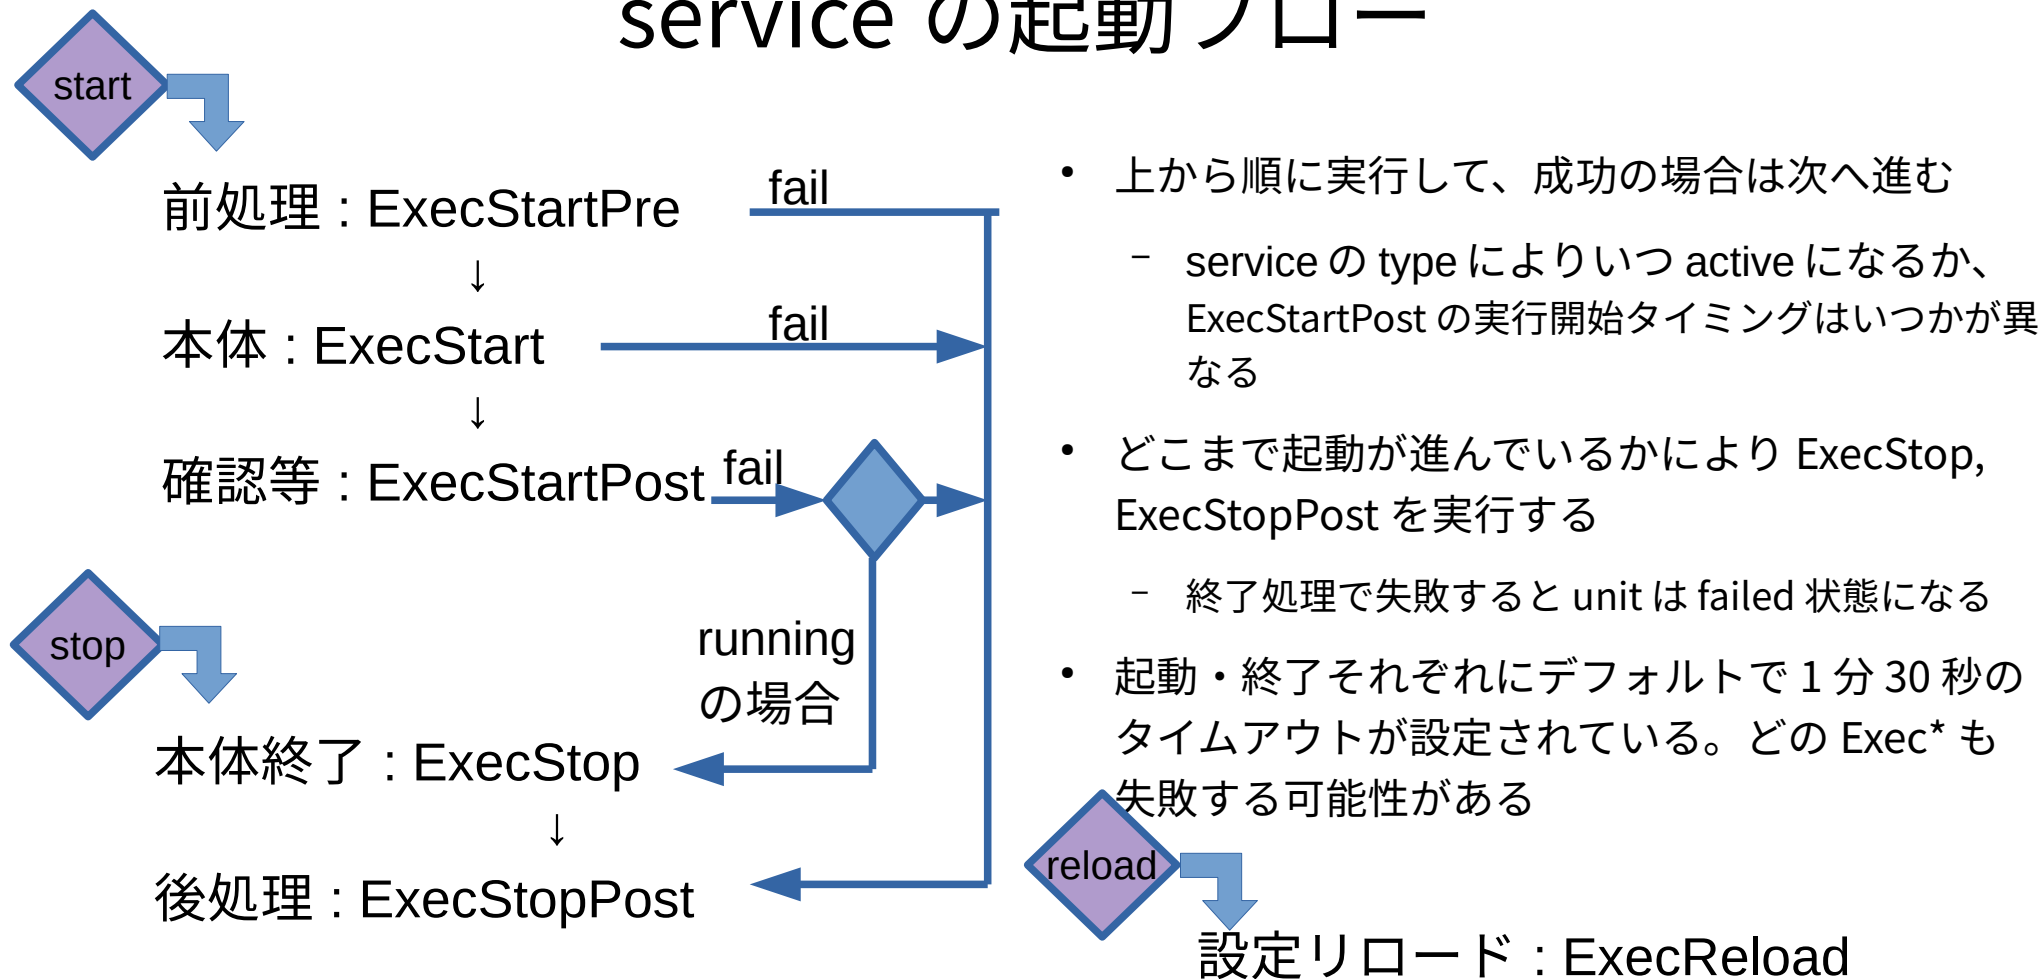 service の起動フロー
start
前処理 : ExecStartPre
fail
↓
本体 : ExecStart
fail
↓
確認等 : ExecStartPost
fail
running
の場合
stop
本体終了 : ExecStop
↓
後処理 : ExecStopPost
• 上から順に実行して、成功の場合は次へ進む
– service の type によりいつ active になるか、
ExecStartPost の実行開始タイミングはいつかが異
なる
• どこまで起動が進んでいるかにより ExecStop,
ExecStopPost を実行する
– 終了処理で失敗すると unit は failed 状態になる
• 起動・終了それぞれにデフォルトで 1 分 30 秒の
タイムアウトが設定されている。どの Exec* も
失敗する可能性がある
reload
設定リロード : ExecReload